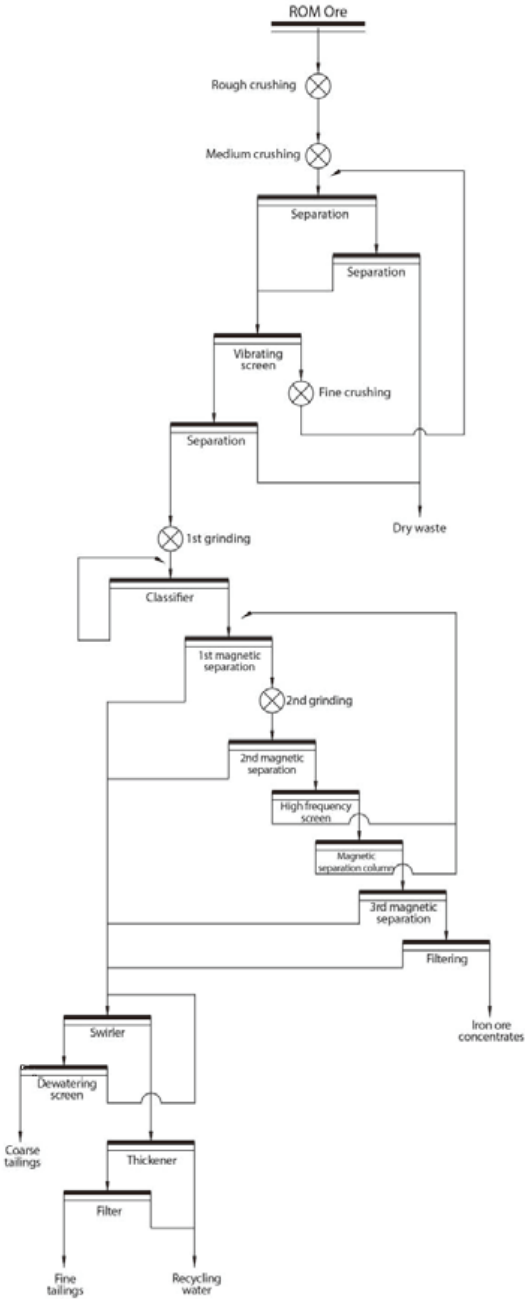 ROM Ore
Rough crushing
Medium crushing
Separation
Separation
Vibrating
screen
Fine crushing
Separation
Dry waste
1st grinding
Classifier
1st magnetic
separation
2nd grinding
2nd magnetic
separation
High frequency
screen
Magnetic
separation column
3rd magnetic
separation
Filtering
Iron ore
concentrates
Swirler
Dewatering
screen
Coarse
tailings
Thickener
Filter
Fine
tailings
Recycling
water